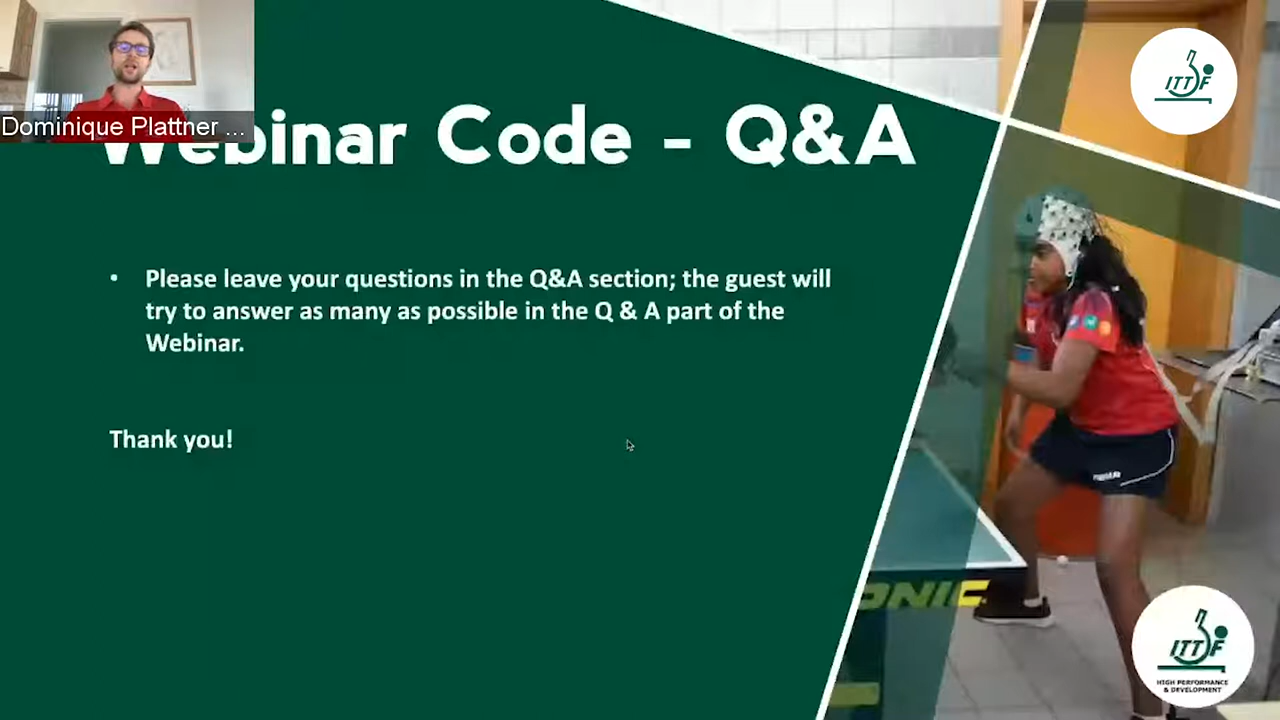 Dominique Plattner ...
Webinar Code - Q&A
ITTF
• Please leave your questions in the Q&A section; the guest will
try to answer as many as possible in the Q & A part of the
Webinar.
Thank you!
ITTF
HIGH PERFORMANCE
& DEVELOPMENT